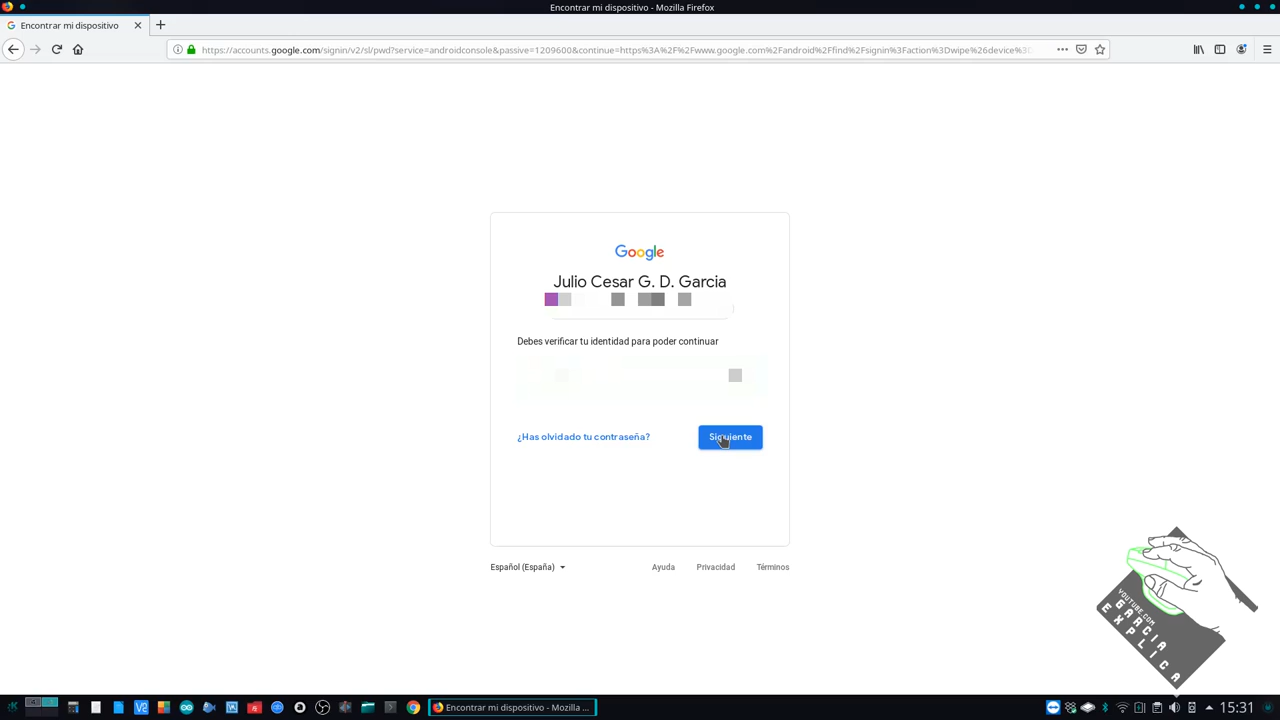 Encontrar mi dispositivo - Mozilla Firefox
Encontrar mi dispositivo
https://accounts.google.com/signin/v2/sl/pwd?service=androidconsole&passive=1209600&continue=https%3A%2F%2Fwww.google.com%2Fandroid%2Ffind%2Fsignin%3Faction%3Dwipe%26device%3D
Google
Julio Cesar G. D. Garcia
Debes verificar tu identidad para poder continuar
¿Has olvidado tu contraseña?
Siguiente
Español (España)
Ayuda
Privacidad
Términos
YOUTUBE.COM
GARCIA
EXPLICA
Encontrar mi dispositivo - Mozilla ...
15:31